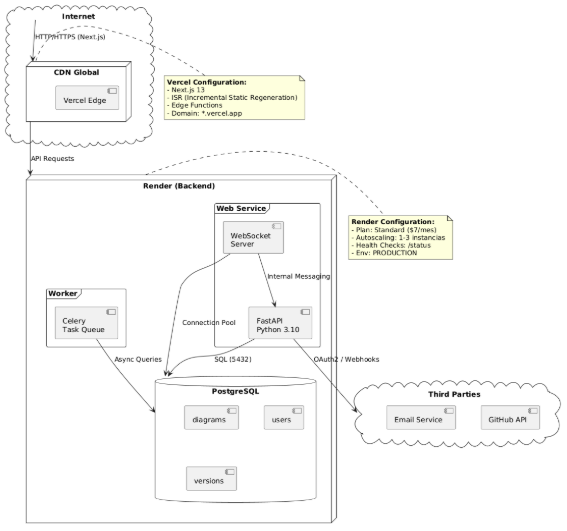 Internet
HTTP/HTTPS (Next.js)
CDN Global
Vercel Edge
Vercel Configuration:
- Next.js 13
- ISR (Incremental Static Regeneration)
- Edge Functions
- Domain: *.vercel.app
API Requests
Render (Backend)
Web Service
WebSocket
Server
Render Configuration:
- Plan: Standard ($7/mes)
- Autoscaling: 1-3 instancias
- Health Checks: /status
- Env: PRODUCTION
Internal Messaging
Worker
Celery
Task Queue
Connection Pool
FastAPI
Python 3.10
Async Queries
SQL (5432)
OAuth2 / Webhooks
PostgreSQL
diagrams
users
versions
Third Parties
Email Service
GitHub API